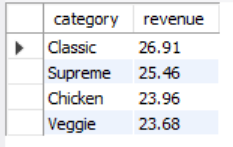 category revenue
Classic 26.91
Supreme 25.46
Chicken 23.96
Veggie 23.68